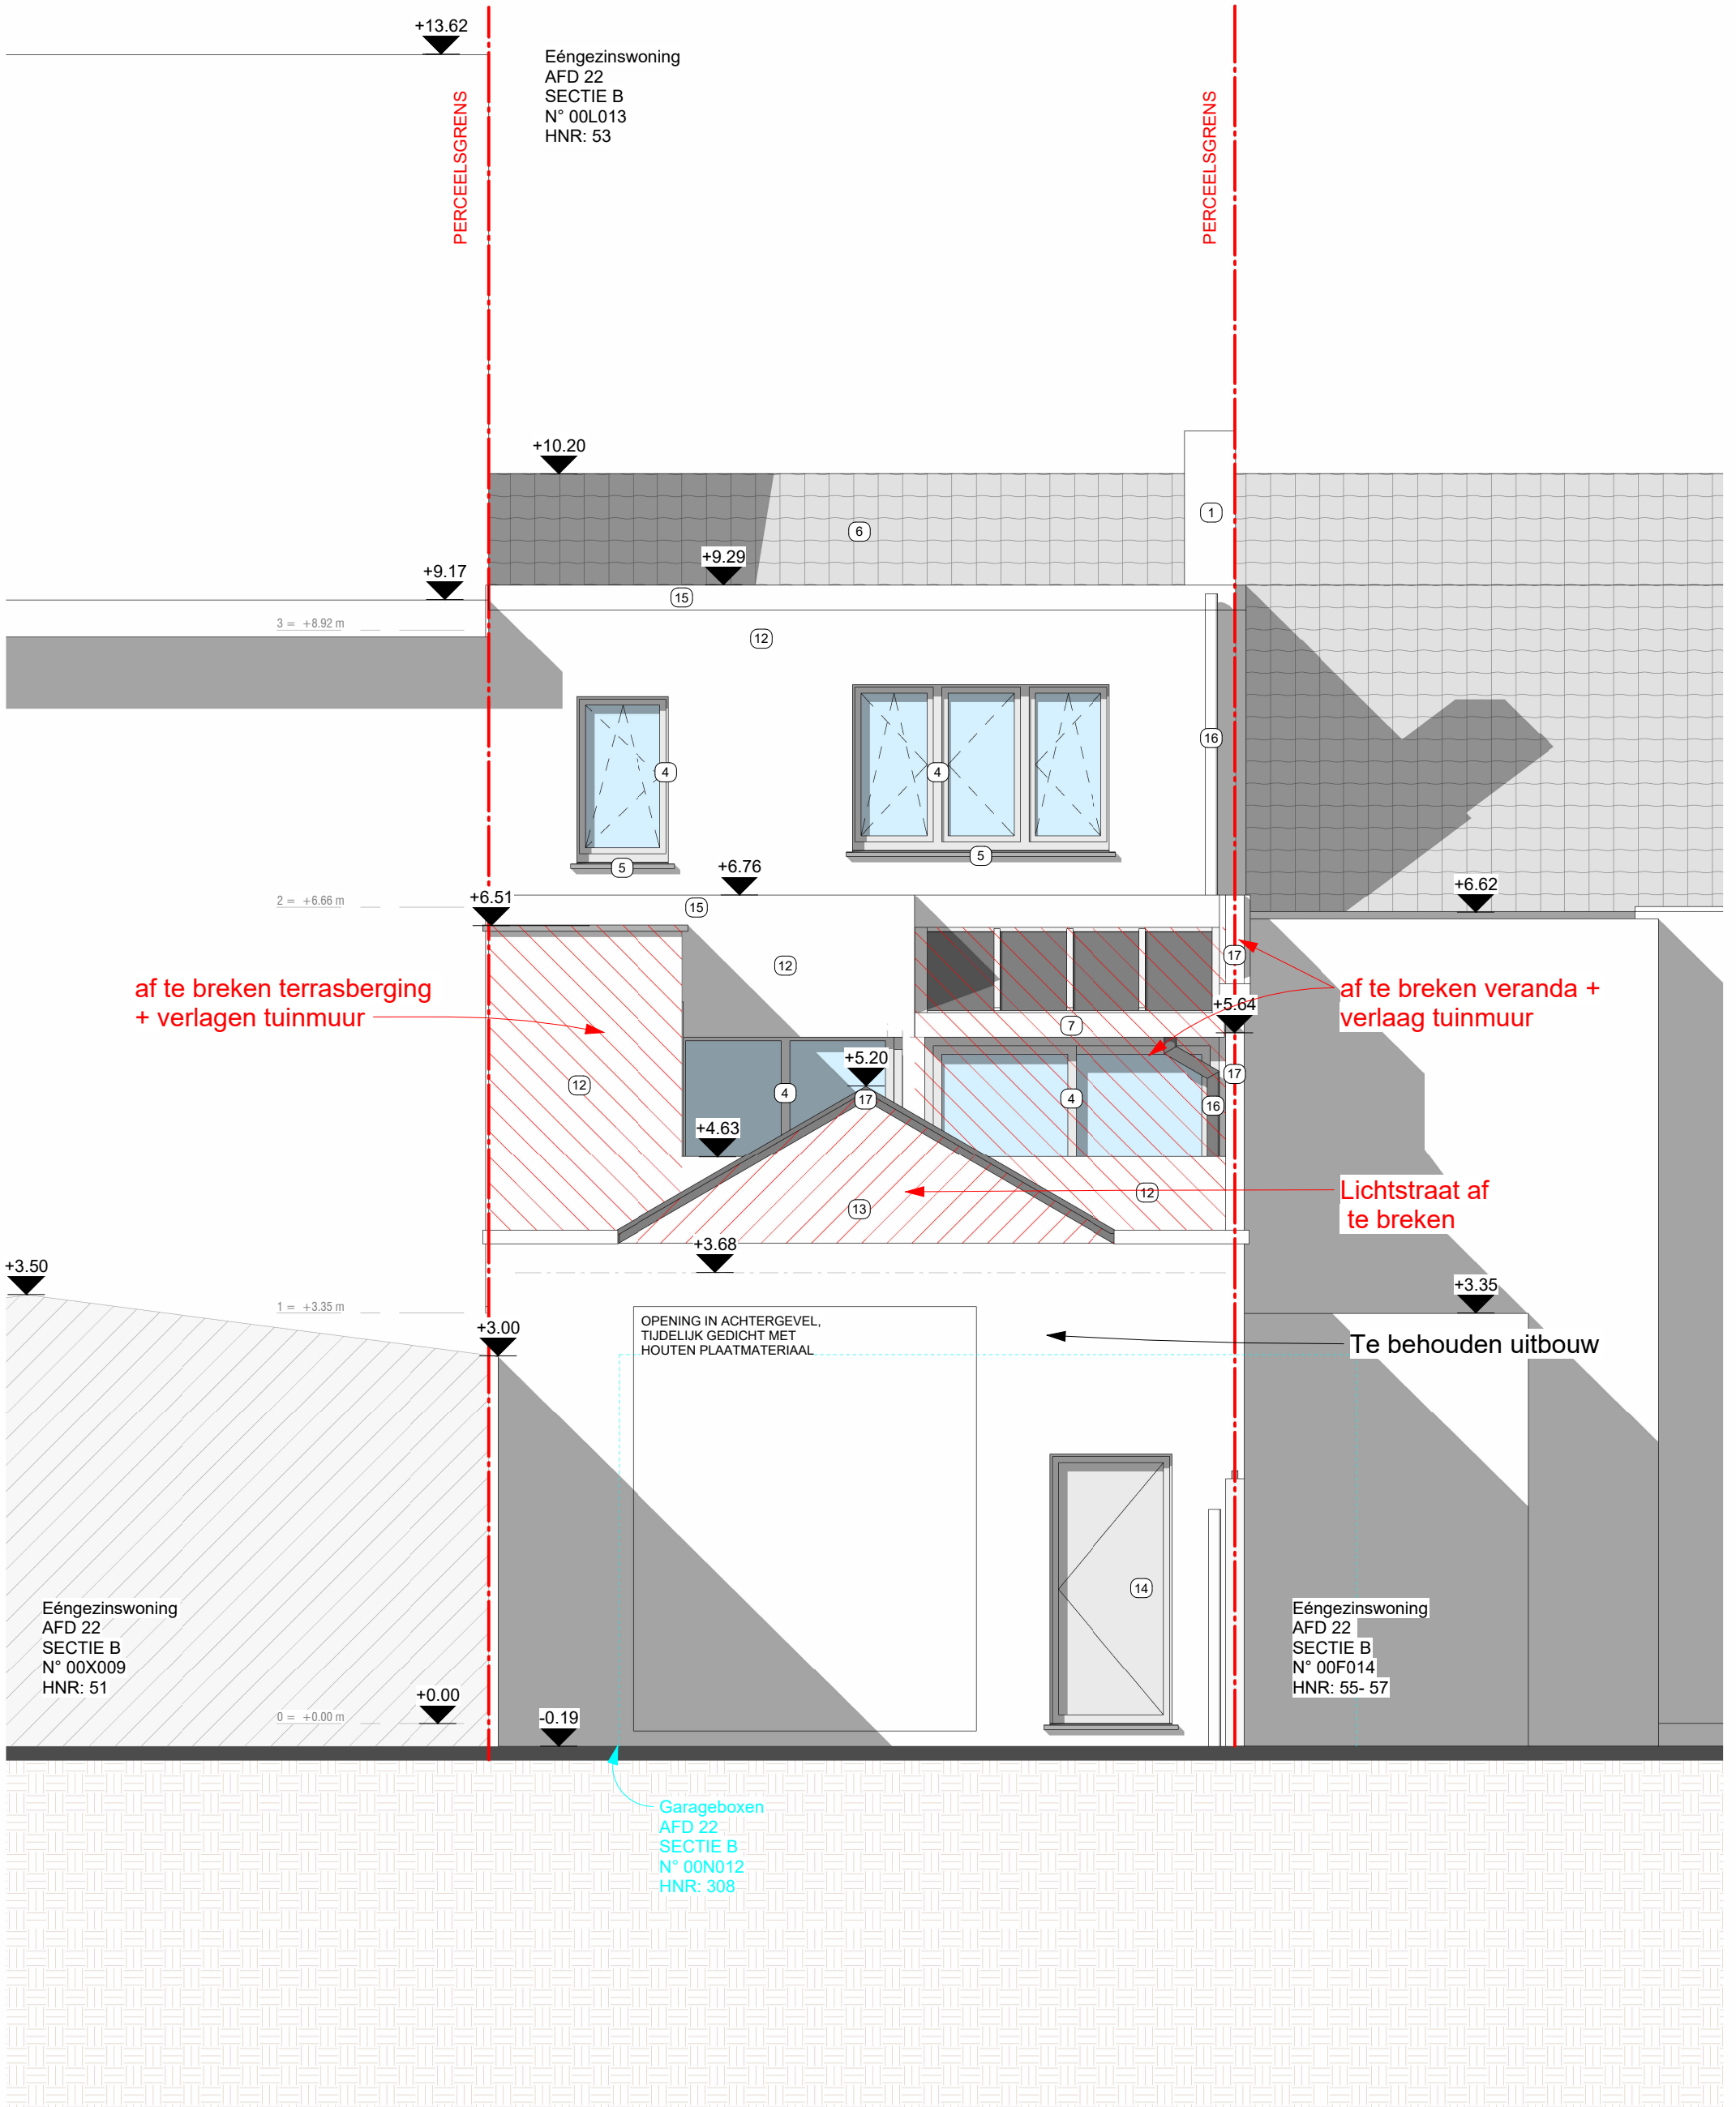 +13.62
Eéngezinswoning
AFD 22
SECTIE B
N° 00L013
HNR: 53
PERCEELSGRENS
PERCEELSGRENS
+10.20
1
6
+9.29
+9.17
15
3 = +8.92 m
12
16
4
4
5
5
+6.76
+6.62
+6.51
2 = +6.66 m
15
17
12
af te breken terrasberging
+ verlagen tuinmuur
af te breken veranda +
verlaag tuinmuur
+5.64
7
+5.20
17
12
4
17
4
16
+4.63
Lichtstraat af
te breken
12
13
+3.68
+3.50
+3.35
1 = +3.35 m
+3.00
OPENING IN ACHTERGEVEL,
TIJDELIJK GEDICHT MET
HOUTEN PLAATMATERIAAL
Te behouden uitbouw
14
Eéngezinswoning
AFD 22
SECTIE B
N° 00X009
HNR: 51
Eéngezinswoning
AFD 22
SECTIE B
N° 00F014
HNR: 55- 57
+0.00
0 = +0.00 m
-0.19
Garageboxen
AFD 22
SECTIE B
N° 00N012
HNR: 308